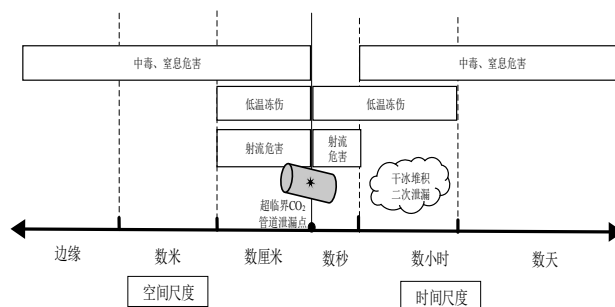 中毒、窒息危害
中毒、窒息危害
低温冻伤
低温冻伤
射流危害
射流
危害
干冰堆积
二次泄漏
超临界CO₂
管道泄漏点
边缘
数米
数厘米
数秒
数小时
数天
空间尺度
时间尺度